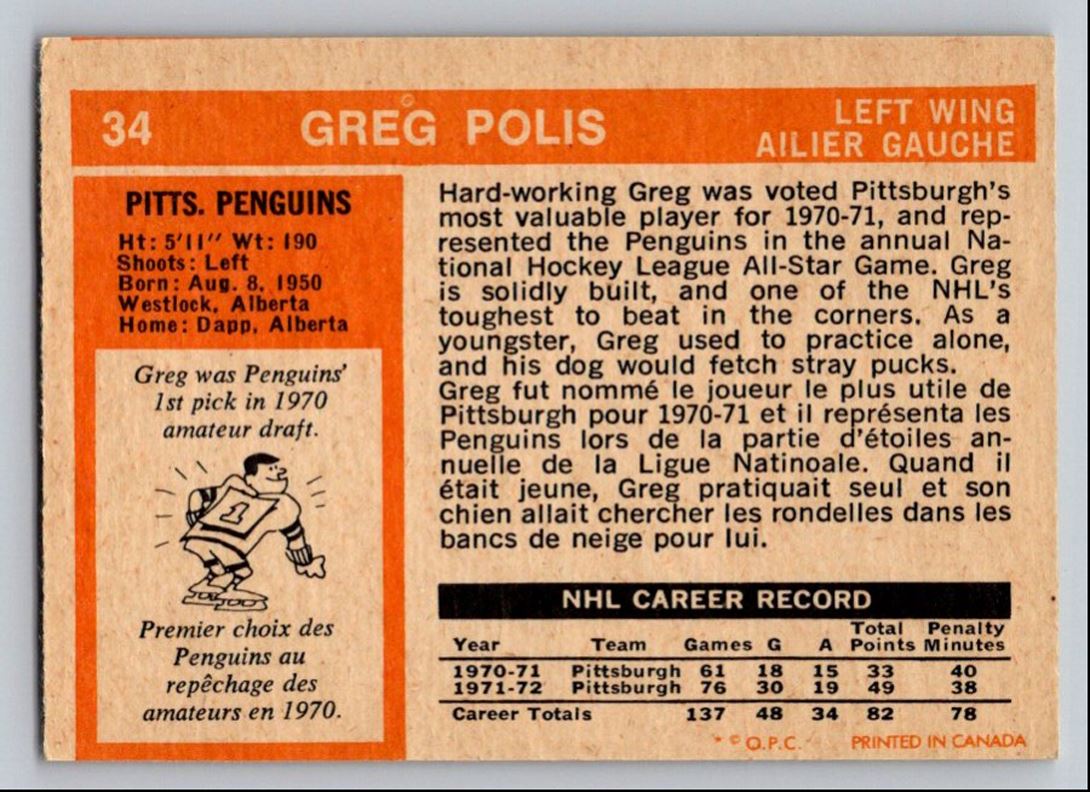 34 GREG POLIS LEFT WING
AILIER GAUCHE
PITTS. PENGUINS
Ht: 5'11" Wt: 190
Shoots: Left
Born: Aug. 8, 1950
Westlock, Alberta
Home: Dapp, Alberta
Greg was Penguins'
1st pick in 1970
amateur draft.
1
Premier choix des
Penguins au
repêchage des
amateurs en 1970.
Hard-working Greg was voted Pittsburgh's
most valuable player for 1970-71, and rep-
resented the Penguins in the annual Na-
tional Hockey League All-Star Game. Greg
is solidly built, and one of the NHL's
toughest to beat in the corners. As a
youngster, Greg used to practice alone,
and his dog would fetch stray pucks.
Greg fut nommé le joueur le plus utile de
Pittsburgh pour 1970-71 et il représenta les
Penguins lors de la partie d'étoiles an-
nuelle de la Ligue Natinoale. Quand il
était jeune, Greg pratiquait seul et son
chien allait chercher les rondelles dans les
bancs de neige pour lui.
NHL CAREER RECORD
Year Team Games G A Total Points Penalty Minutes
1970-71 Pittsburgh 61 18 15 33 40
1971-72 Pittsburgh 76 30 19 49 38
Career Totals 137 48 34 82 78
* © O.P.C. PRINTED IN CANADA